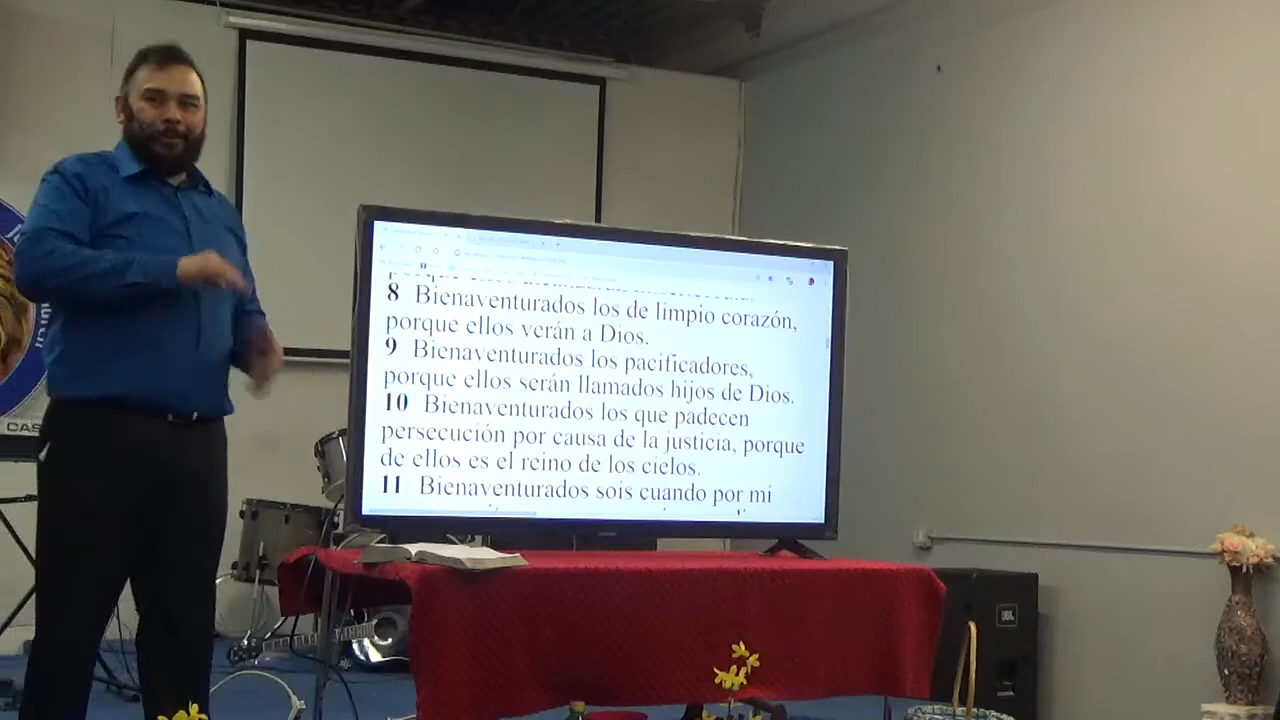 8 Bienaventurados los de limpio corazón,
porque ellos verán a Dios.
9 Bienaventurados los pacificadores,
porque ellos serán llamados hijos de Dios.
10 Bienaventurados los que padecen
persecución por causa de la justicia, porque
de ellos es el reino de los cielos.
11 Bienaventurados sois cuando por mi
CAS
JBL